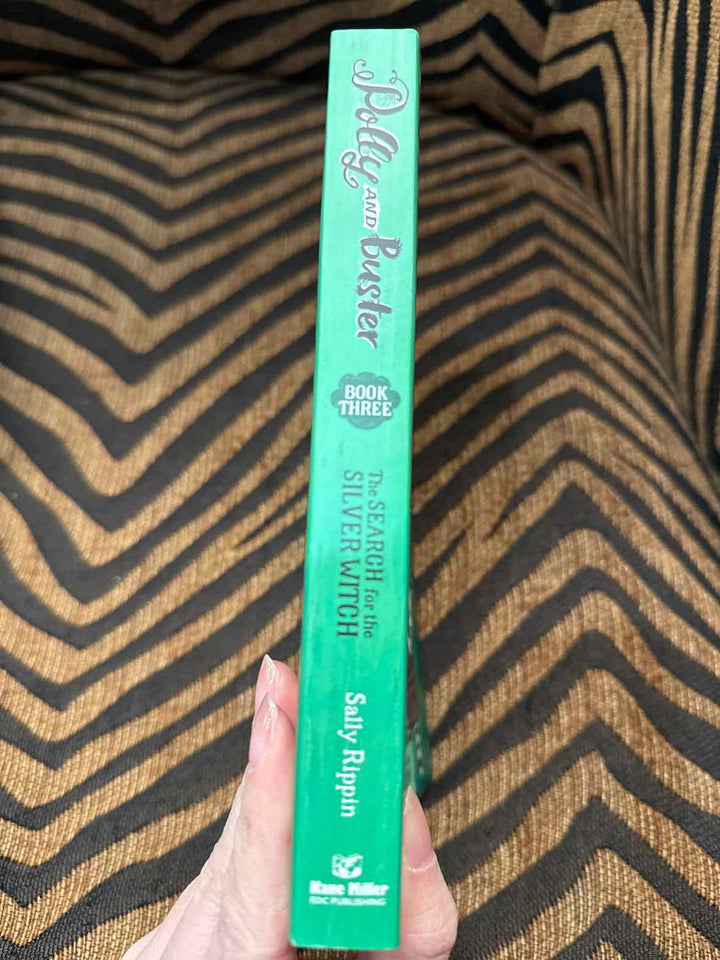 Polly AND Buster
BOOK
THREE
The SEARCH for the
SILVER WITCH
Sally Rippin
Kane Miller
EDC PUBLISHING